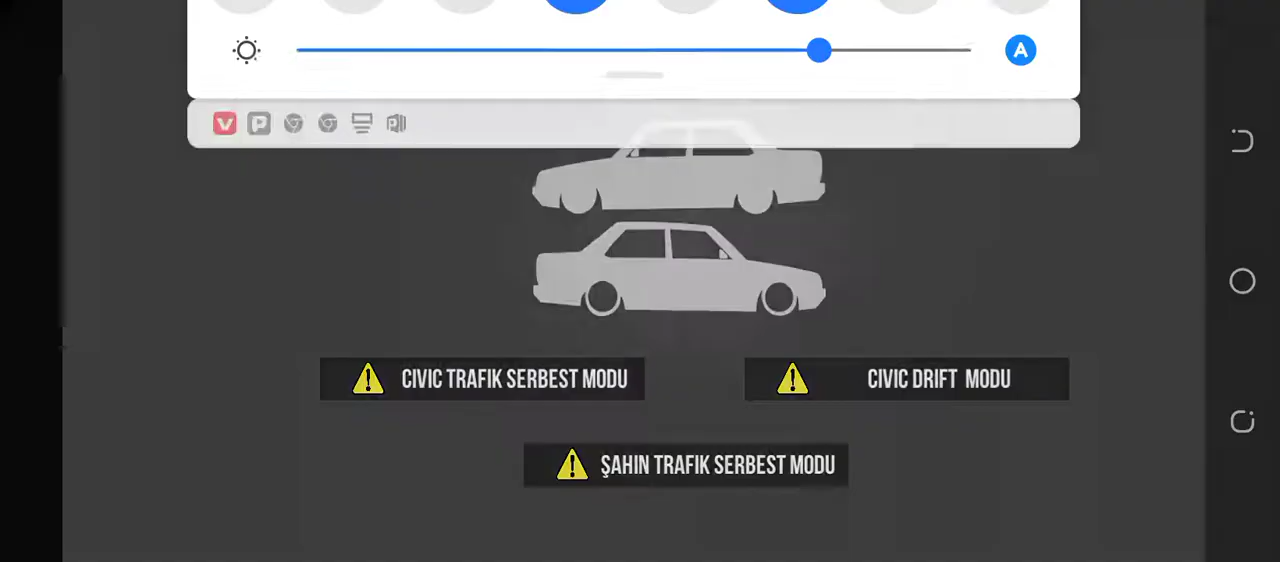 A
CIVIC TRAFIK SERBEST MODU
CIVIC DRIFT MODU
ŞAHIN TRAFIK SERBEST MODU